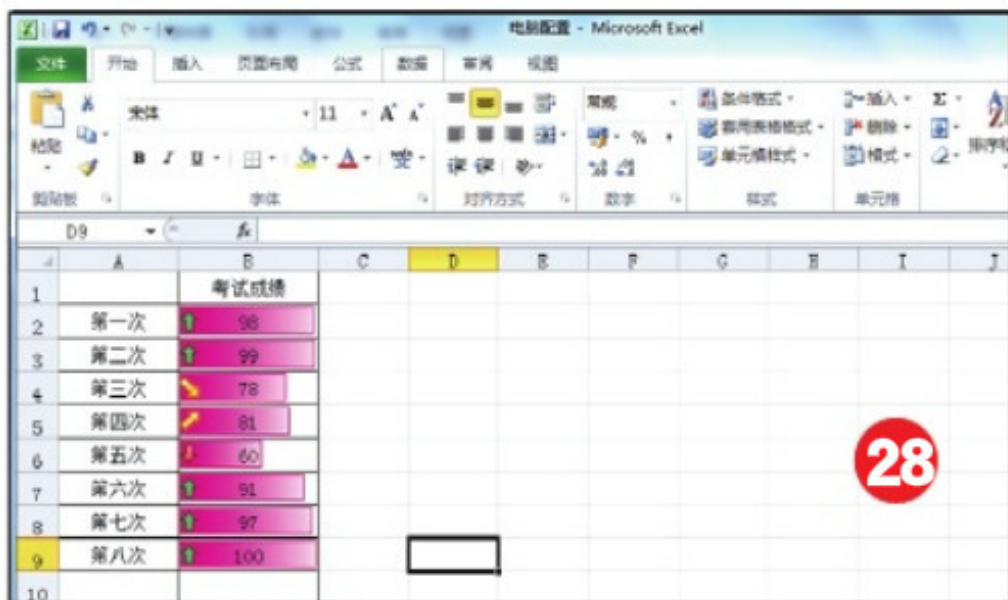 电脑配置 - Microsoft Excel
文件 开始 插入 页面布局 公式 数据 审阅 视图
粘贴
宋体 11 A A
B I U A
常规
%
条件格式
套用表格格式
单元格样式
插入
删除
格式
Σ
剪贴板 字体 对齐方式 数字 样式 单元格
D9 fx
A B C D E F G H I J
1 考试成绩
2 第一次 98
3 第二次 99
4 第三次 78
5 第四次 81
6 第五次 60
7 第六次 91
8 第七次 97
9 第八次 100
10
28